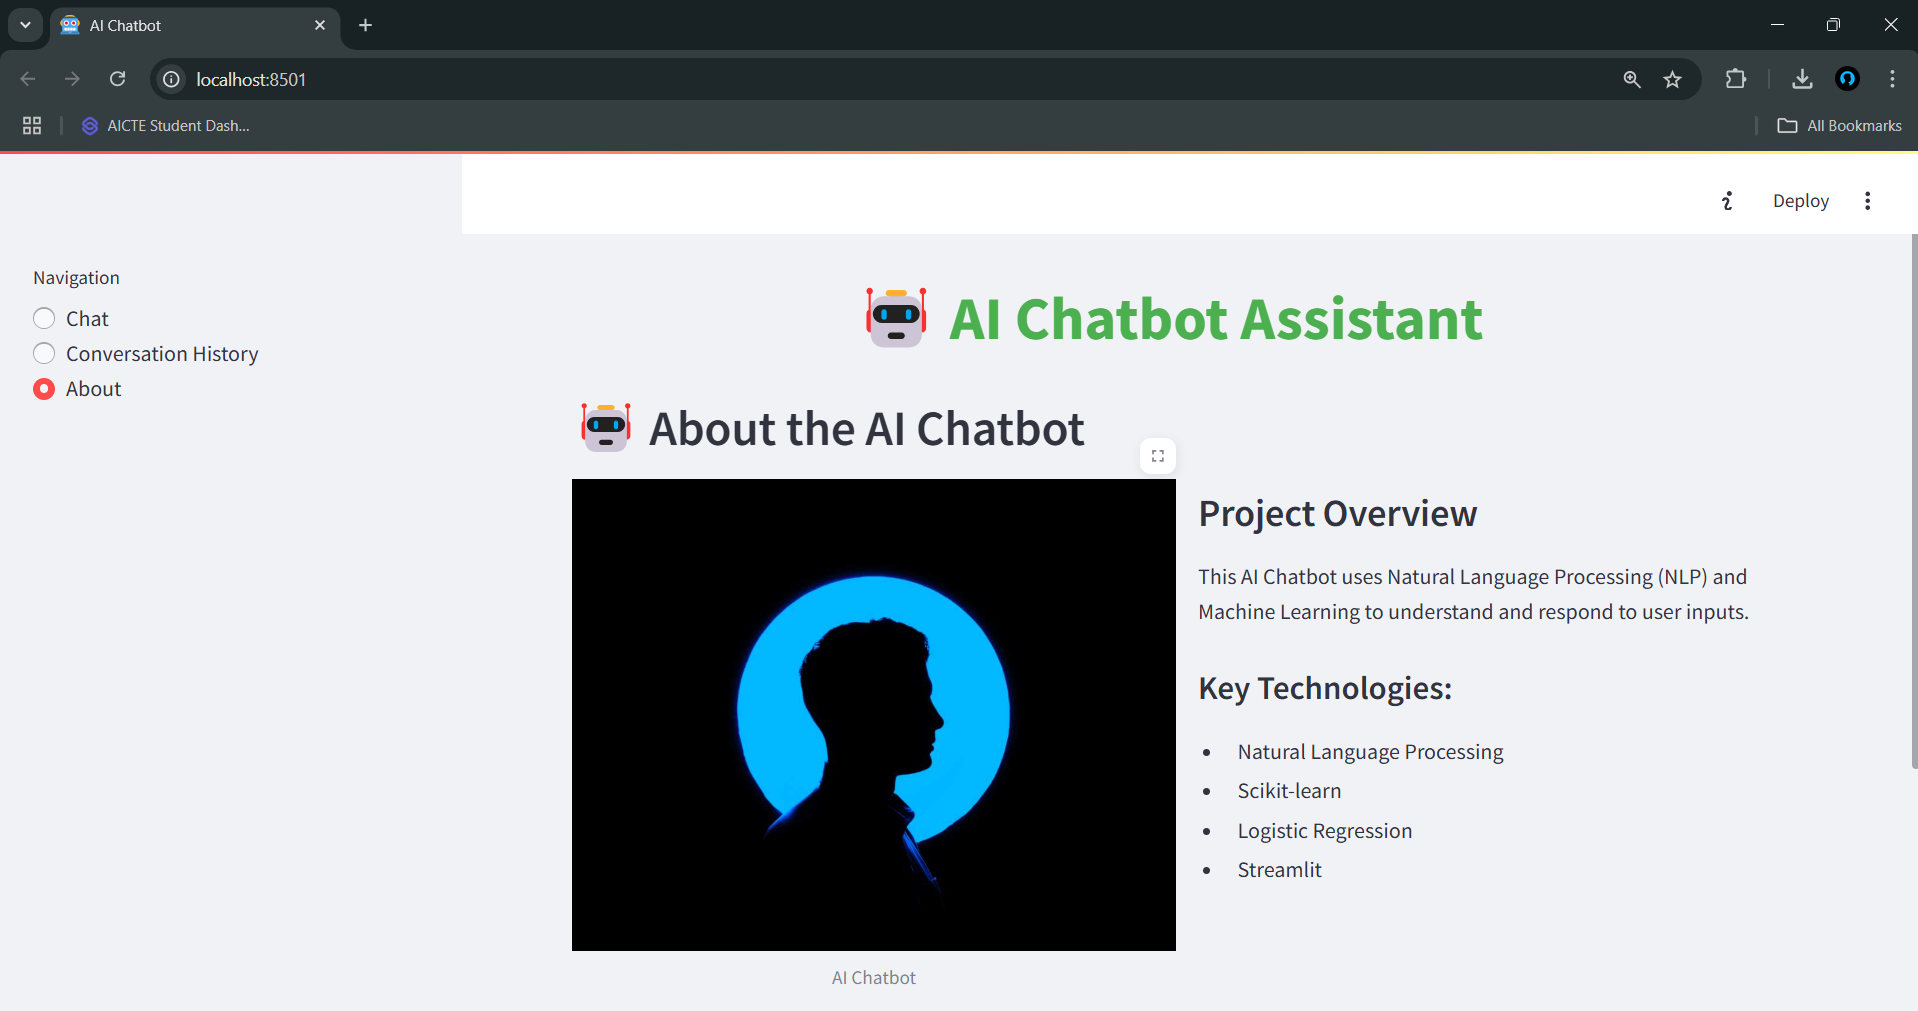 AI Chatbot
localhost:8501
AICTE Student Dash...
All Bookmarks
Deploy
Navigation
Chat
Conversation History
About
AI Chatbot Assistant
About the AI Chatbot
Project Overview
This AI Chatbot uses Natural Language Processing (NLP) and
Machine Learning to understand and respond to user inputs.
Key Technologies:
• Natural Language Processing
• Scikit-learn
• Logistic Regression
• Streamlit
AI Chatbot